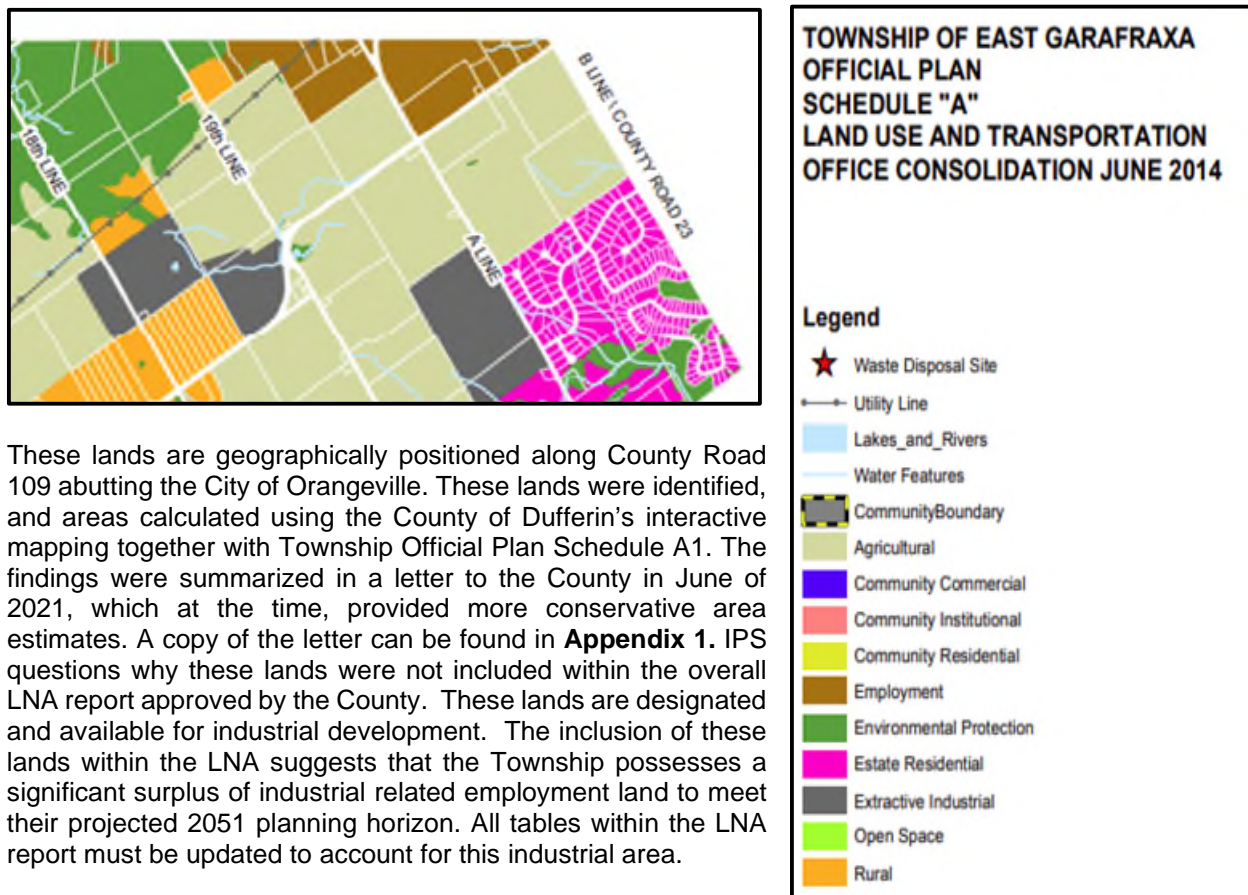 18th LINE
19th LINE
A LINE
B LINE \ COUNTY ROAD 23
These lands are geographically positioned along County Road
109 abutting the City of Orangeville. These lands were identified,
and areas calculated using the County of Dufferin’s interactive
mapping together with Township Official Plan Schedule A1. The
findings were summarized in a letter to the County in June of
2021, which at the time, provided more conservative area
estimates. A copy of the letter can be found in Appendix 1. IPS
questions why these lands were not included within the overall
LNA report approved by the County. These lands are designated
and available for industrial development. The inclusion of these
lands within the LNA suggests that the Township possesses a
significant surplus of industrial related employment land to meet
their projected 2051 planning horizon. All tables within the LNA
report must be updated to account for this industrial area.
TOWNSHIP OF EAST GARAFRAXA
OFFICIAL PLAN
SCHEDULE "A"
LAND USE AND TRANSPORTATION
OFFICE CONSOLIDATION JUNE 2014
Legend
Waste Disposal Site
Utility Line
Lakes_and_Rivers
Water Features
CommunityBoundary
Agricultural
Community Commercial
Community Institutional
Community Residential
Employment
Environmental Protection
Estate Residential
Extractive Industrial
Open Space
Rural